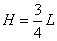 H = 3/4 L